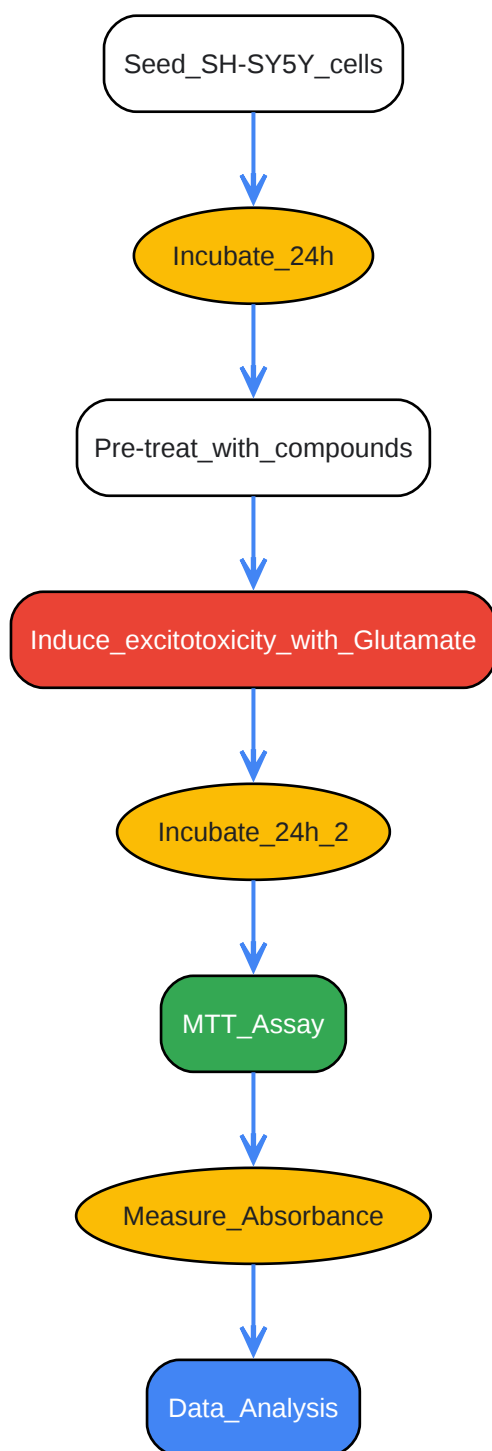 Seed_SH-SY5Y_cells
Incubate_24h
Pre-treat_with_compounds
Induce_excitotoxicity_with_Glutamate
Incubate_24h_2
MTT_Assay
Measure_Absorbance
Data_Analysis